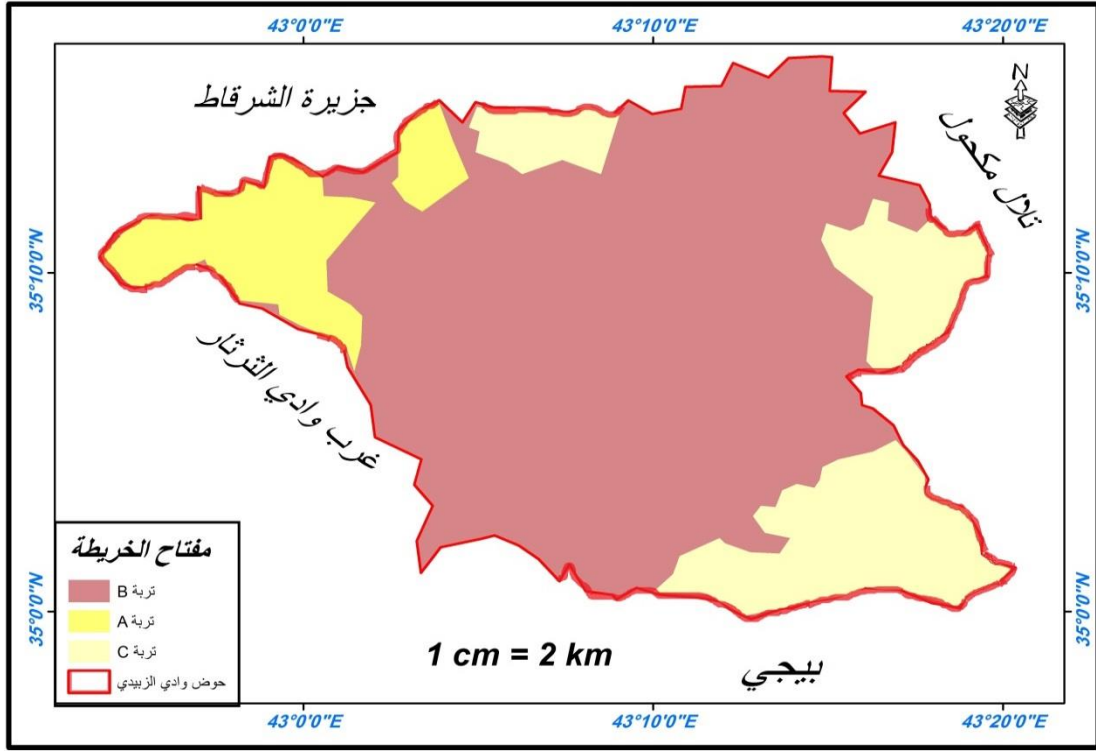 43°0'0"E 43°10'0"E 43°20'0"E
N
جزيرة الشرقاط
تلال مكحول
35°10'0"N 35°10'0"N
غرب وادي الثرثار
مفتاح الخريطة
تربة B
تربة A
تربة C
حوض وادي الزبيدي
35°0'0"N 35°0'0"N
1 cm = 2 km
بيجي
43°0'0"E 43°10'0"E 43°20'0"E